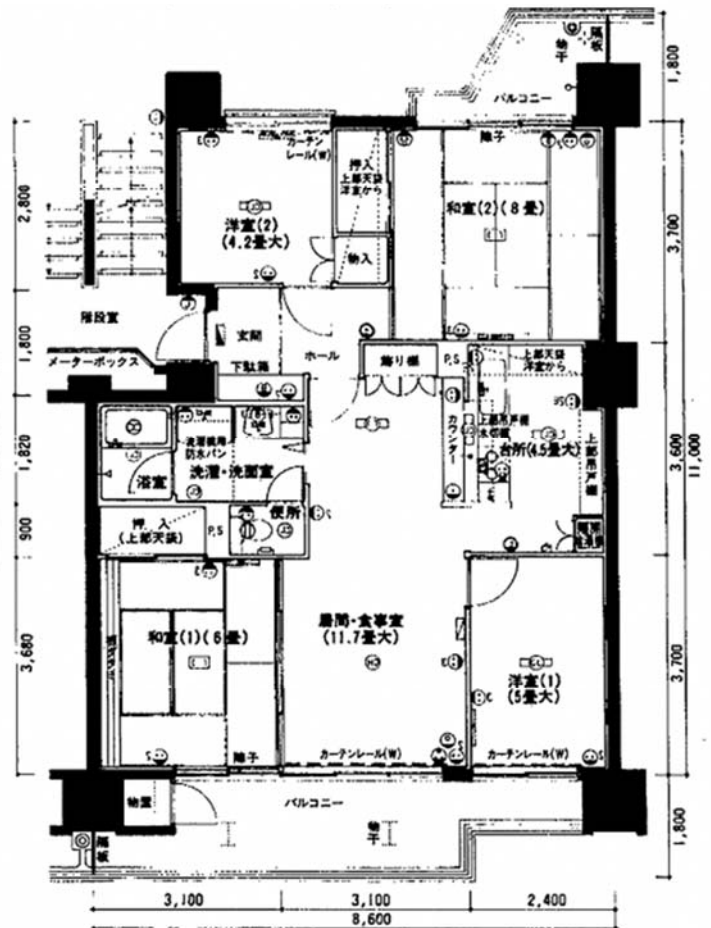 1,800
隔板
物干
バルコニー
カーテン
レール(W)
押入
上部天袋
洋室から
障子
2,800
洋室(2)
(4.2畳大)
和室(2)(8畳)
3,700
物入
階段室
玄関
ホール
メーターボックス
下駄箱
飾り棚
P,S
上部天袋
洋室から
1,800
カウンター
上部吊戸棚
水切棚
台所(4.5畳大)
上部吊戸棚
3,600
11,000
洗濯機用
防水パン
浴室
洗濯・洗面室
1,820
押入
(上部天袋)
P,S
便所
900
和室(1)(6畳)
居間・食事室
(11.7畳大)
洋室(1)
(5畳大)
3,680
3,700
障子
カーテンレール(W)
カーテンレール(W)
物置
バルコニー
物干
隔板
1,800
3,100
3,100
2,400
8,600